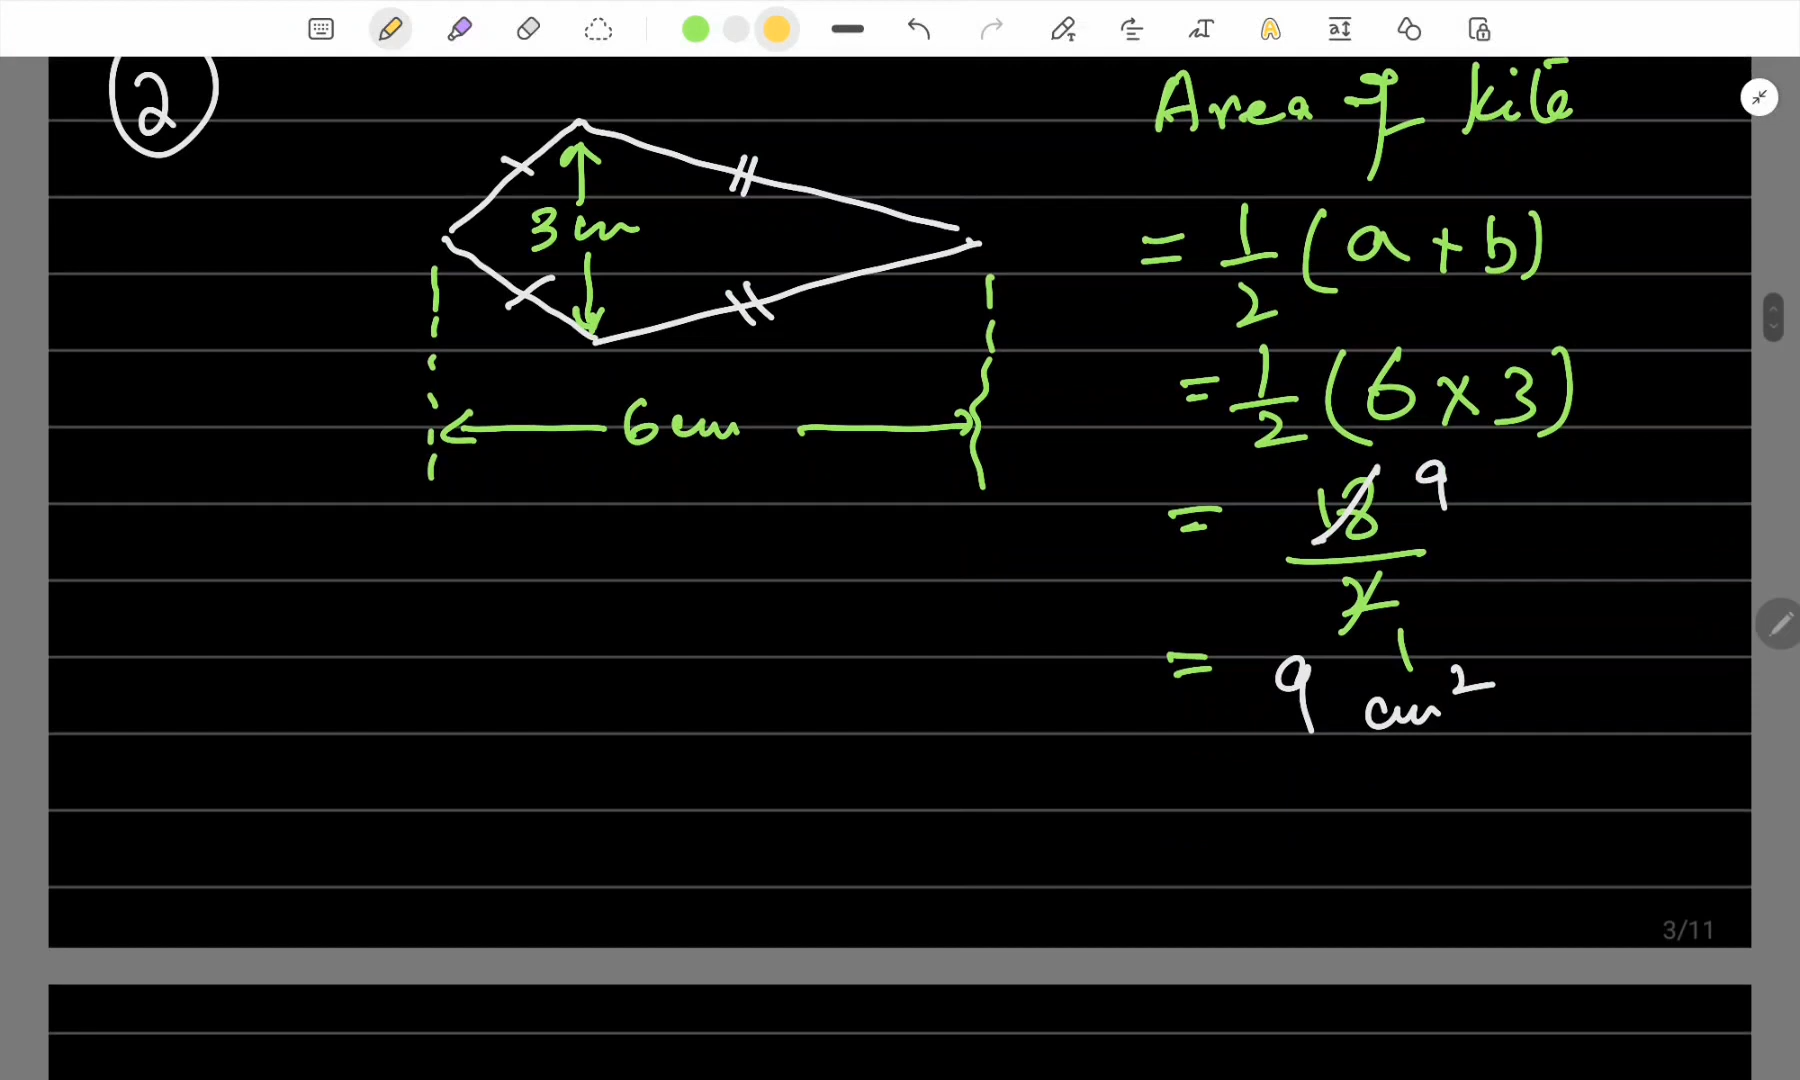 2
Area of kite
3 cm
= 1/2 (a + b)
= 1/2 (6 × 3)
6 cm
= 18/2 9 1
= 9 cm²
3/11